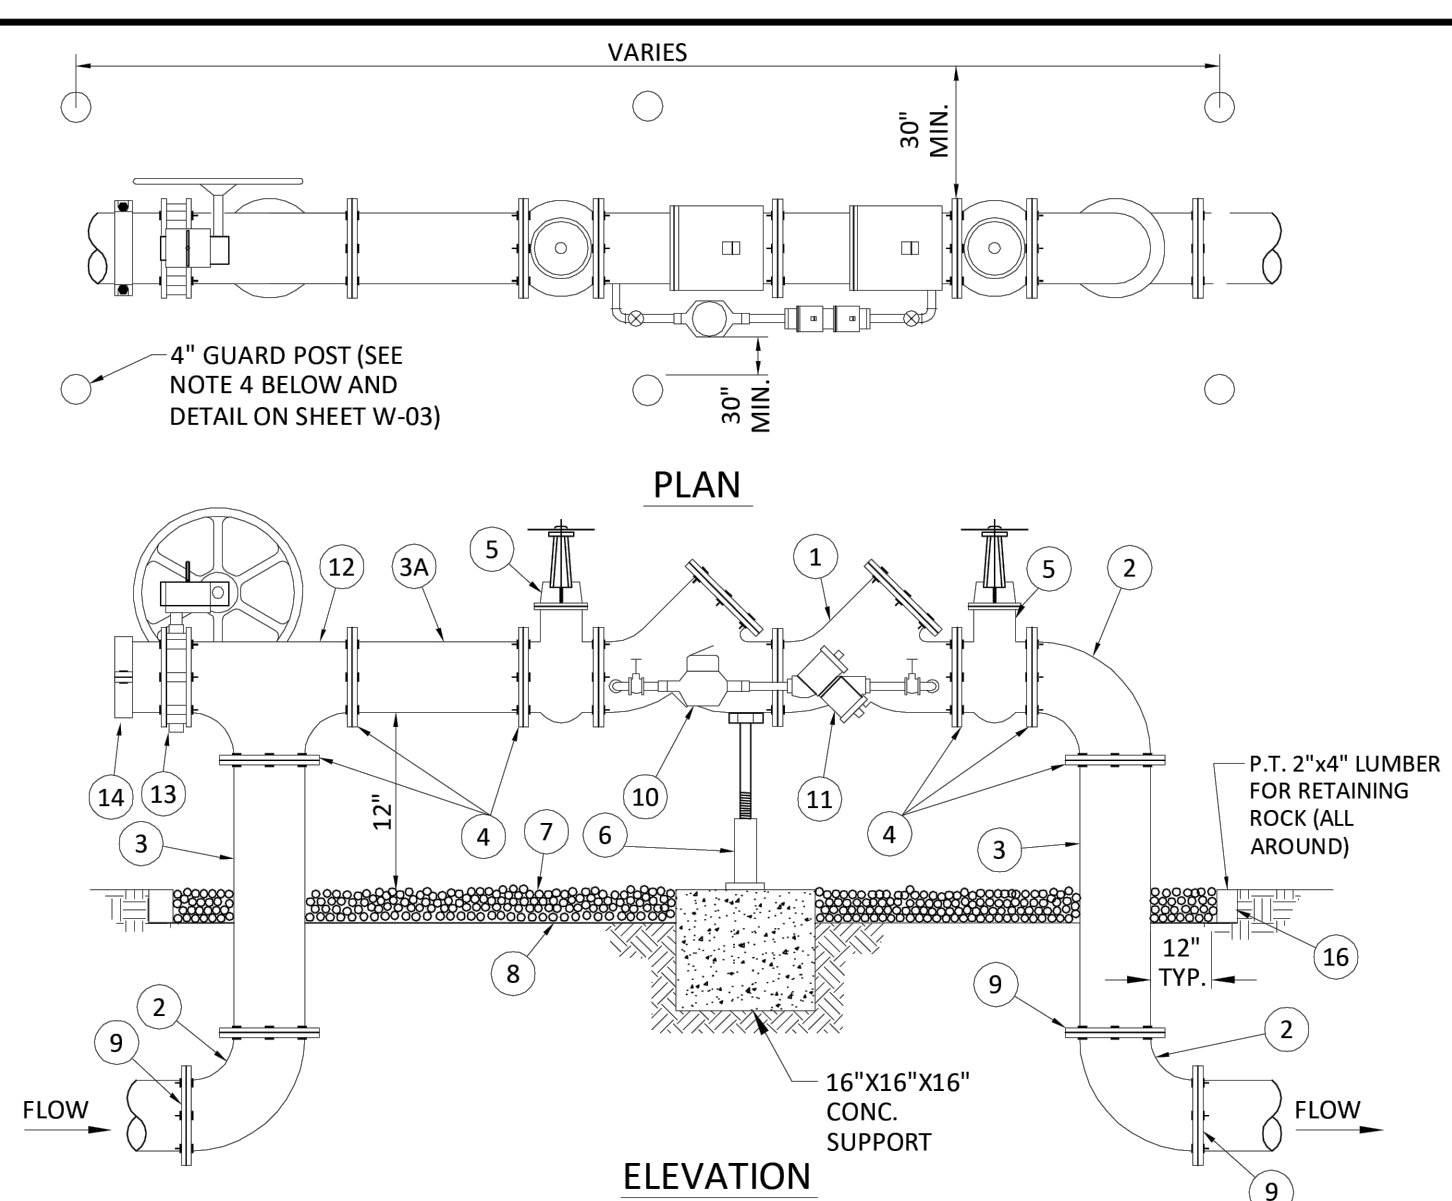 VARIES
30"
MIN.
4" GUARD POST (SEE
NOTE 4 BELOW AND
DETAIL ON SHEET W-03)
30"
MIN.
PLAN
12
3A
5
1
5
2
14
13
3
12"
4
7
10
6
11
4
3
P.T. 2"x4" LUMBER
FOR RETAINING
ROCK (ALL
AROUND)
8
12"
TYP.
16
2
9
9
2
FLOW
16"X16"X16"
CONC.
SUPPORT
FLOW
9
ELEVATION